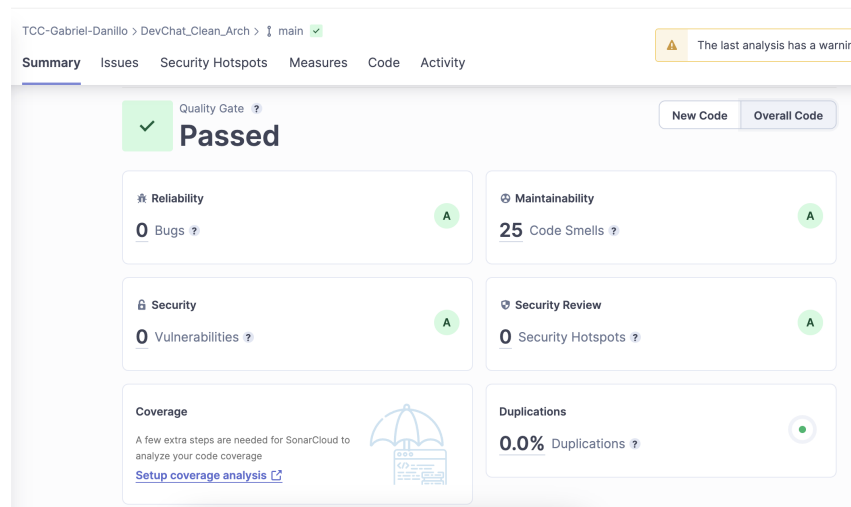 TCC-Gabriel-Danillo > DevChat_Clean_Arch > main
The last analysis has a
Summary Issues Security Hotspots Measures Code Activity
Quality Gate ?
Passed
New Code Overall Code
Reliability
0 Bugs ?
A
Maintainability
25 Code Smells ?
A
Security
0 Vulnerabilities ?
A
Security Review
0 Security Hotspots ?
A
Coverage
A few extra steps are needed for SonarCloud to
analyze your code coverage
Setup coverage analysis
Duplications
0.0% Duplications ?